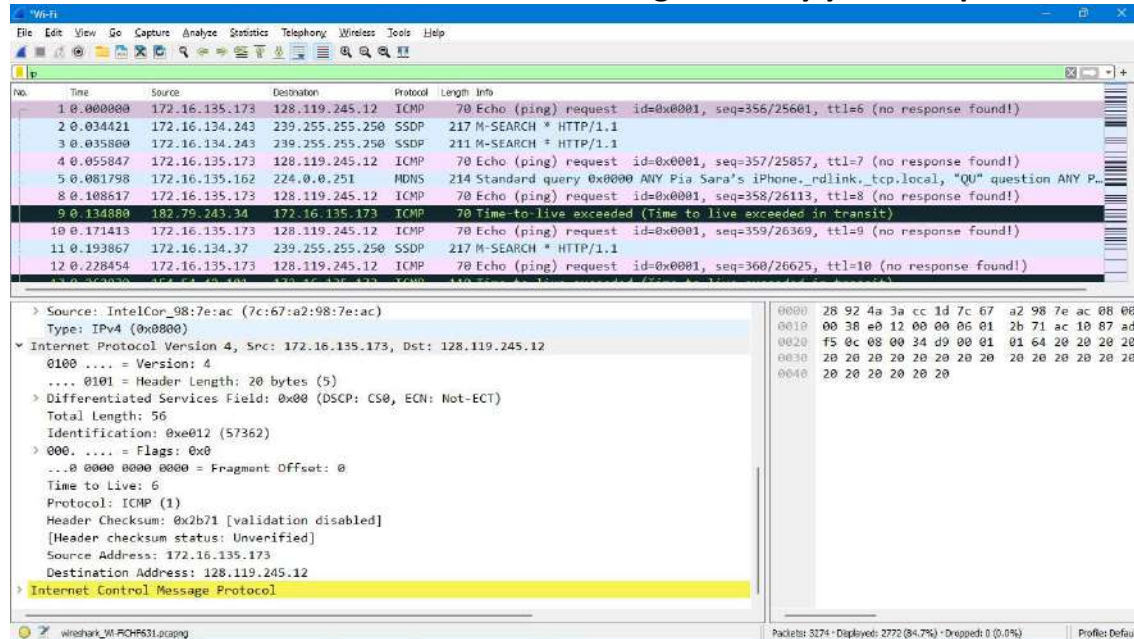 *Wi-Fi
File Edit View Go Capture Analyze Statistics Telephony Wireless Tools Help
ip
No. Time Source Destination Protocol Length Info
1 0.000000 172.16.135.173 128.119.245.12 ICMP 70 Echo (ping) request id=0x0001, seq=356/25601, ttl=6 (no response found!)
2 0.034421 172.16.134.243 239.255.255.250 SSDP 217 M-SEARCH * HTTP/1.1
3 0.035800 172.16.134.243 239.255.255.250 SSDP 211 M-SEARCH * HTTP/1.1
4 0.055847 172.16.135.173 128.119.245.12 ICMP 70 Echo (ping) request id=0x0001, seq=357/25857, ttl=7 (no response found!)
5 0.081798 172.16.135.162 224.0.0.251 MDNS 214 Standard query 0x0000 ANY Pia Sara's iPhone._rdlink._tcp.local, "QU" question ANY P…
8 0.108617 172.16.135.173 128.119.245.12 ICMP 70 Echo (ping) request id=0x0001, seq=358/26113, ttl=8 (no response found!)
9 0.134880 182.79.243.34 172.16.135.173 ICMP 70 Time-to-live exceeded (Time to live exceeded in transit)
10 0.171413 172.16.135.173 128.119.245.12 ICMP 70 Echo (ping) request id=0x0001, seq=359/26369, ttl=9 (no response found!)
11 0.193867 172.16.134.37 239.255.255.250 SSDP 217 M-SEARCH * HTTP/1.1
12 0.228454 172.16.135.173 128.119.245.12 ICMP 70 Echo (ping) request id=0x0001, seq=360/26625, ttl=10 (no response found!)
Source: IntelCor_98:7e:ac (7c:67:a2:98:7e:ac)
Type: IPv4 (0x0800)
Internet Protocol Version 4, Src: 172.16.135.173, Dst: 128.119.245.12
0100 .... = Version: 4
.... 0101 = Header Length: 20 bytes (5)
Differentiated Services Field: 0x00 (DSCP: CS0, ECN: Not-ECT)
Total Length: 56
Identification: 0xe012 (57362)
000. .... = Flags: 0x0
...0 0000 0000 0000 = Fragment Offset: 0
Time to Live: 6
Protocol: ICMP (1)
Header Checksum: 0x2b71 [validation disabled]
[Header checksum status: Unverified]
Source Address: 172.16.135.173
Destination Address: 128.119.245.12
Internet Control Message Protocol
0000 28 92 4a 3a cc 1d 7c 67 a2 98 7e ac 08 00
0010 00 38 e0 12 00 00 06 01 2b 71 ac 10 87 ad
0020 f5 0c 08 00 34 d9 00 01 01 64 20 20 20 20
0030 20 20 20 20 20 20 20 20 20 20 20 20 20 20
0040 20 20 20 20 20 20
wireshark_Wi-FiCHF631.pcapng
Packets: 3274 · Displayed: 2772 (84.7%) · Dropped: 0 (0.0%)
Profile: Defau